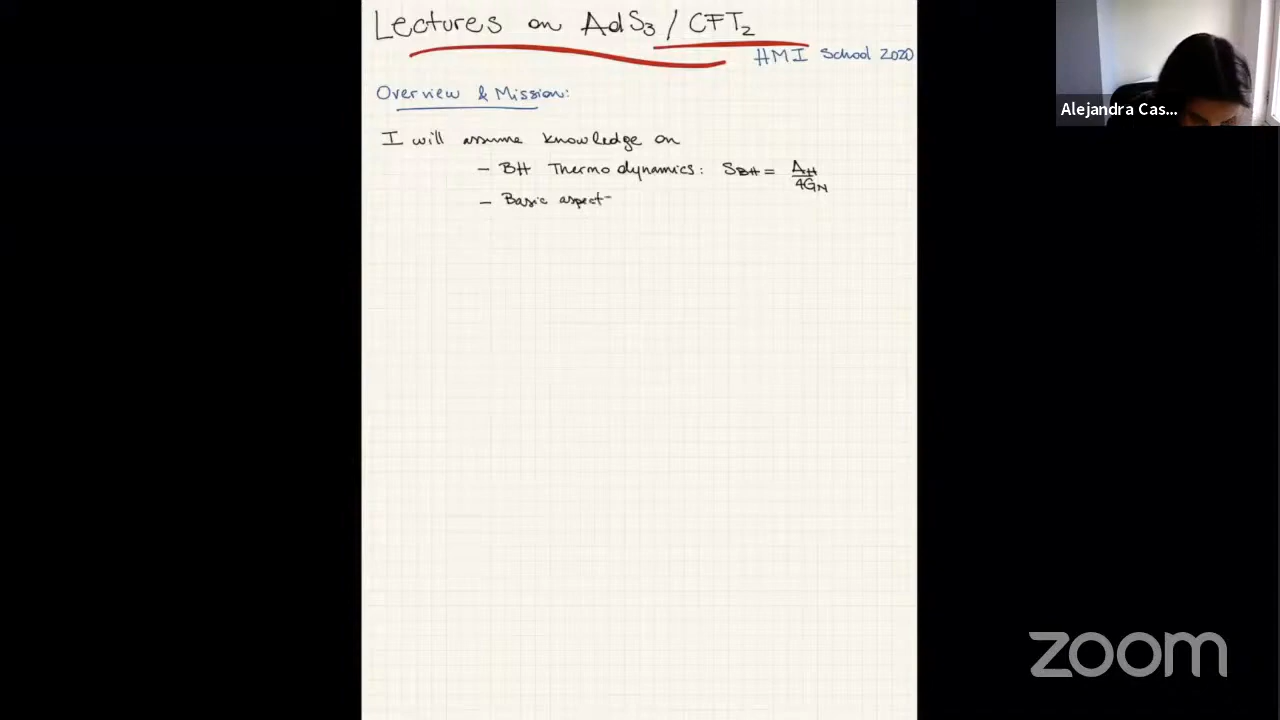 Lectures on AdS3 / CFT2
HMI School 2020
Overview & Mission:
I will assume knowledge on
- BH Thermodynamics: SBH = AH / 4GN
- Basic aspect
Alejandra Cas...
zoom